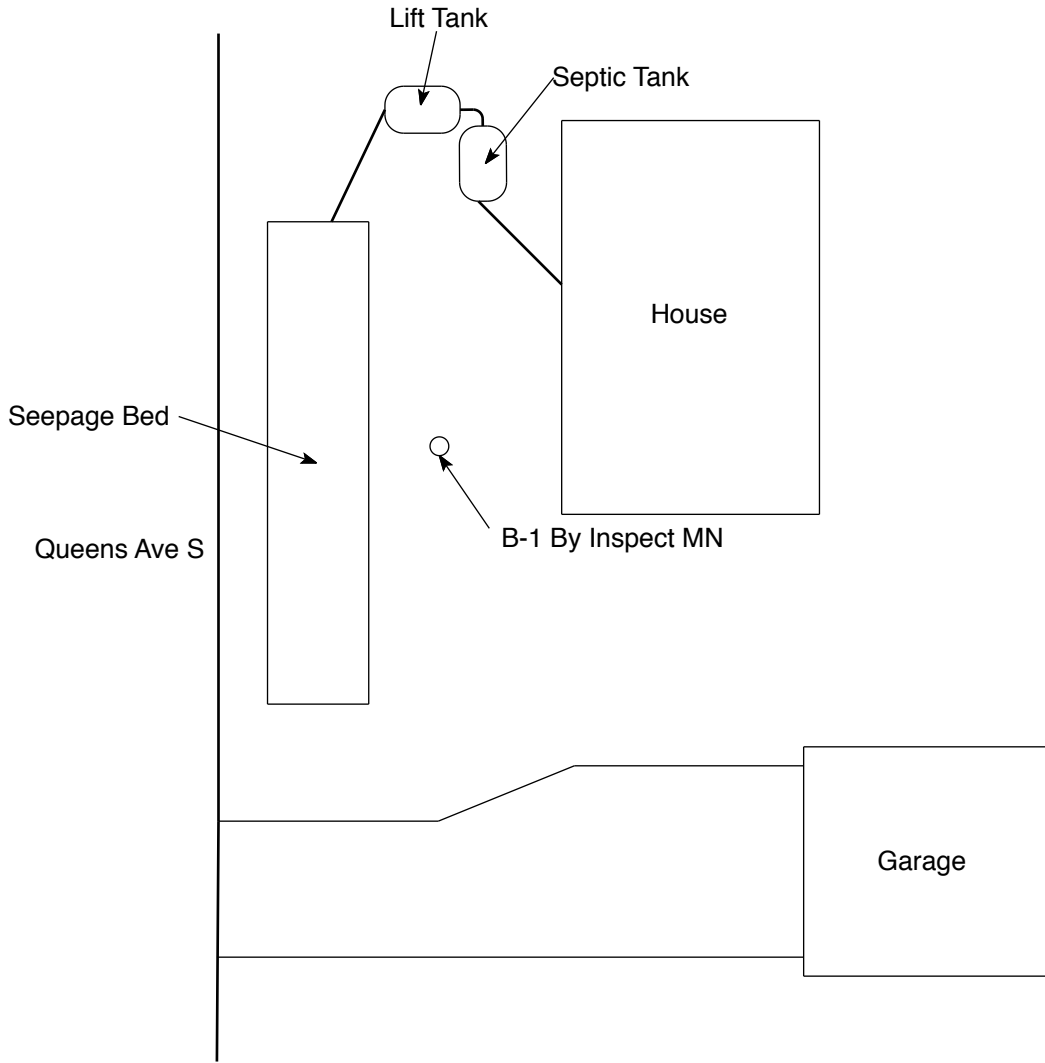 Lift Tank
Septic Tank
House
Seepage Bed
B-1 By Inspect MN
Queens Ave S
Garage